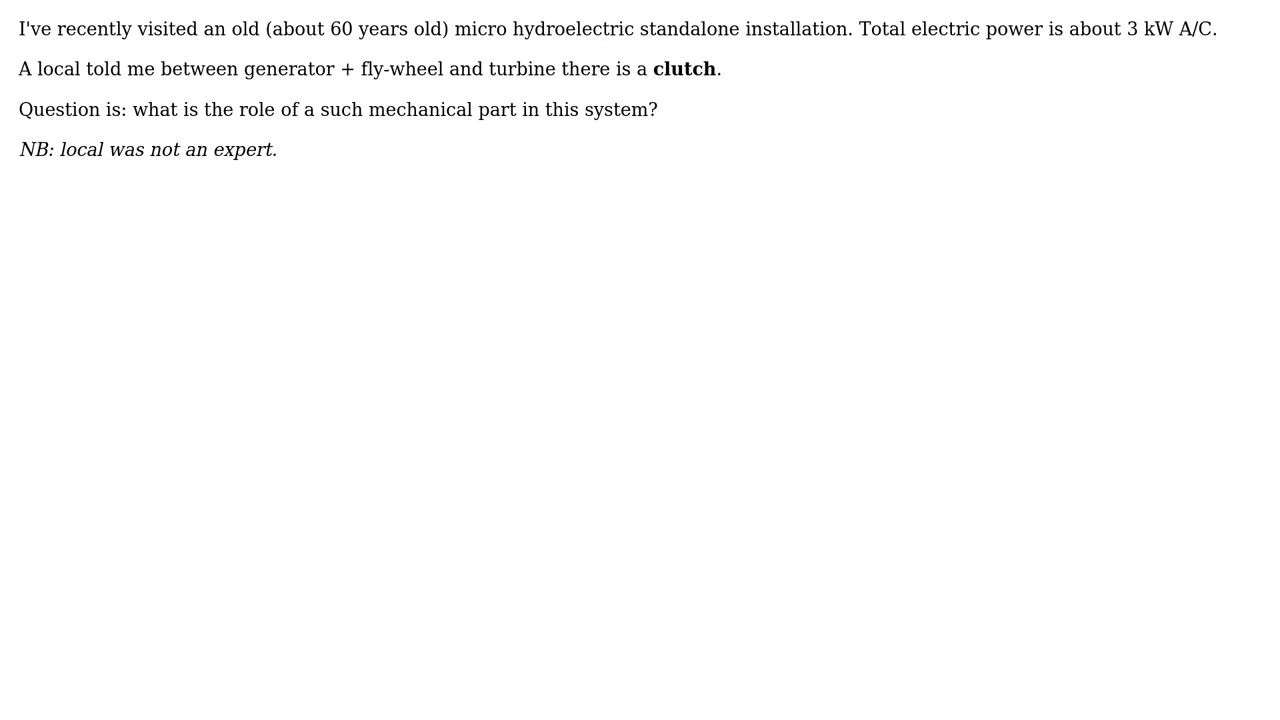 I've recently visited an old (about 60 years old) micro hydroelectric standalone installation. Total electric power is about 3 kW A/C.
A local told me between generator + fly-wheel and turbine there is a clutch.
Question is: what is the role of a such mechanical part in this system?
NB: local was not an expert.